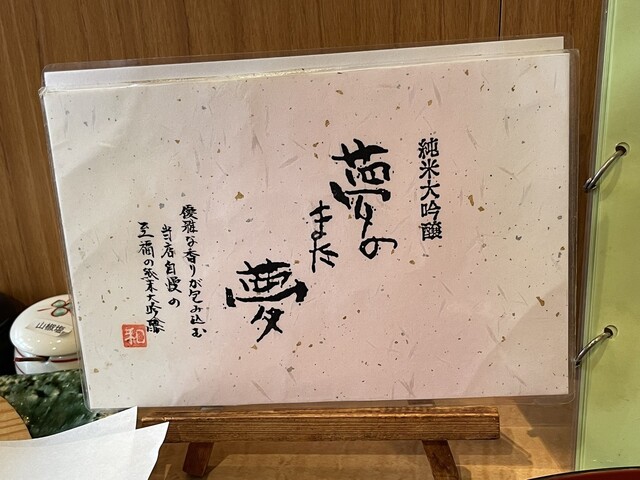 純米大吟醸
夢の
また
夢
優雅な香りが包み込む
当店自慢の
至福の純米大吟醸
和
山椒